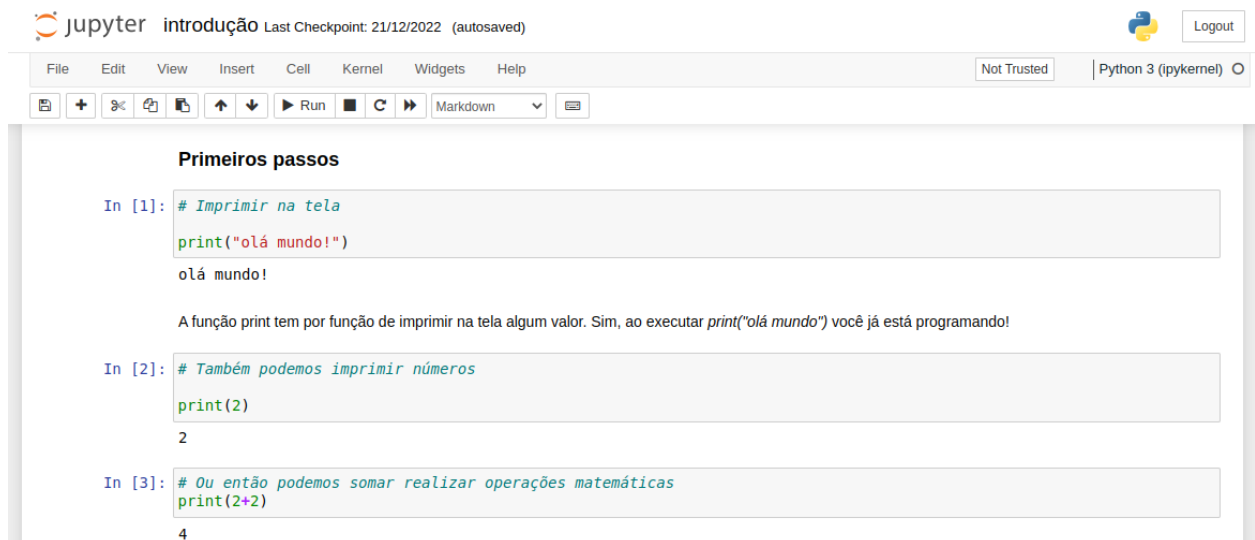 jupyter introdução Last Checkpoint: 21/12/2022 (autosaved) Logout
File Edit View Insert Cell Kernel Widgets Help Not Trusted Python 3 (ipykernel)
Run Markdown
Primeiros passos
In [1]: # Imprimir na tela
print("olá mundo!")
olá mundo!
A função print tem por função de imprimir na tela algum valor. Sim, ao executar print("olá mundo") você já está programando!
In [2]: # Também podemos imprimir números
print(2)
2
In [3]: # Ou então podemos somar realizar operações matemáticas
print(2+2)
4